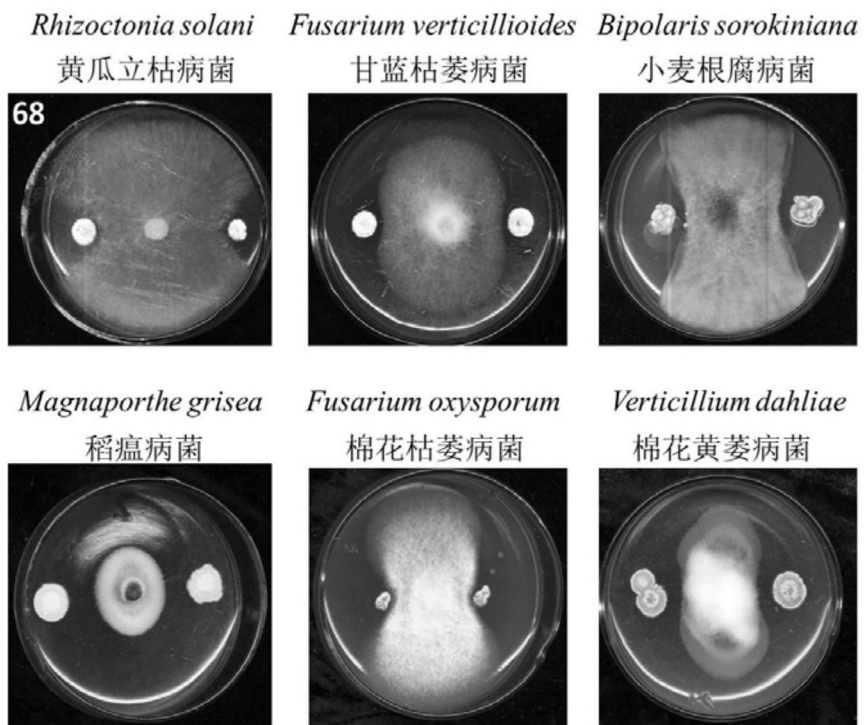 Rhizoctonia solani
黄瓜立枯病菌
Fusarium verticillioides
甘蓝枯萎病菌
Bipolaris sorokiniana
小麦根腐病菌
68
Magnaporthe grisea
稻瘟病菌
Fusarium oxysporum
棉花枯萎病菌
Verticillium dahliae
棉花黄萎病菌